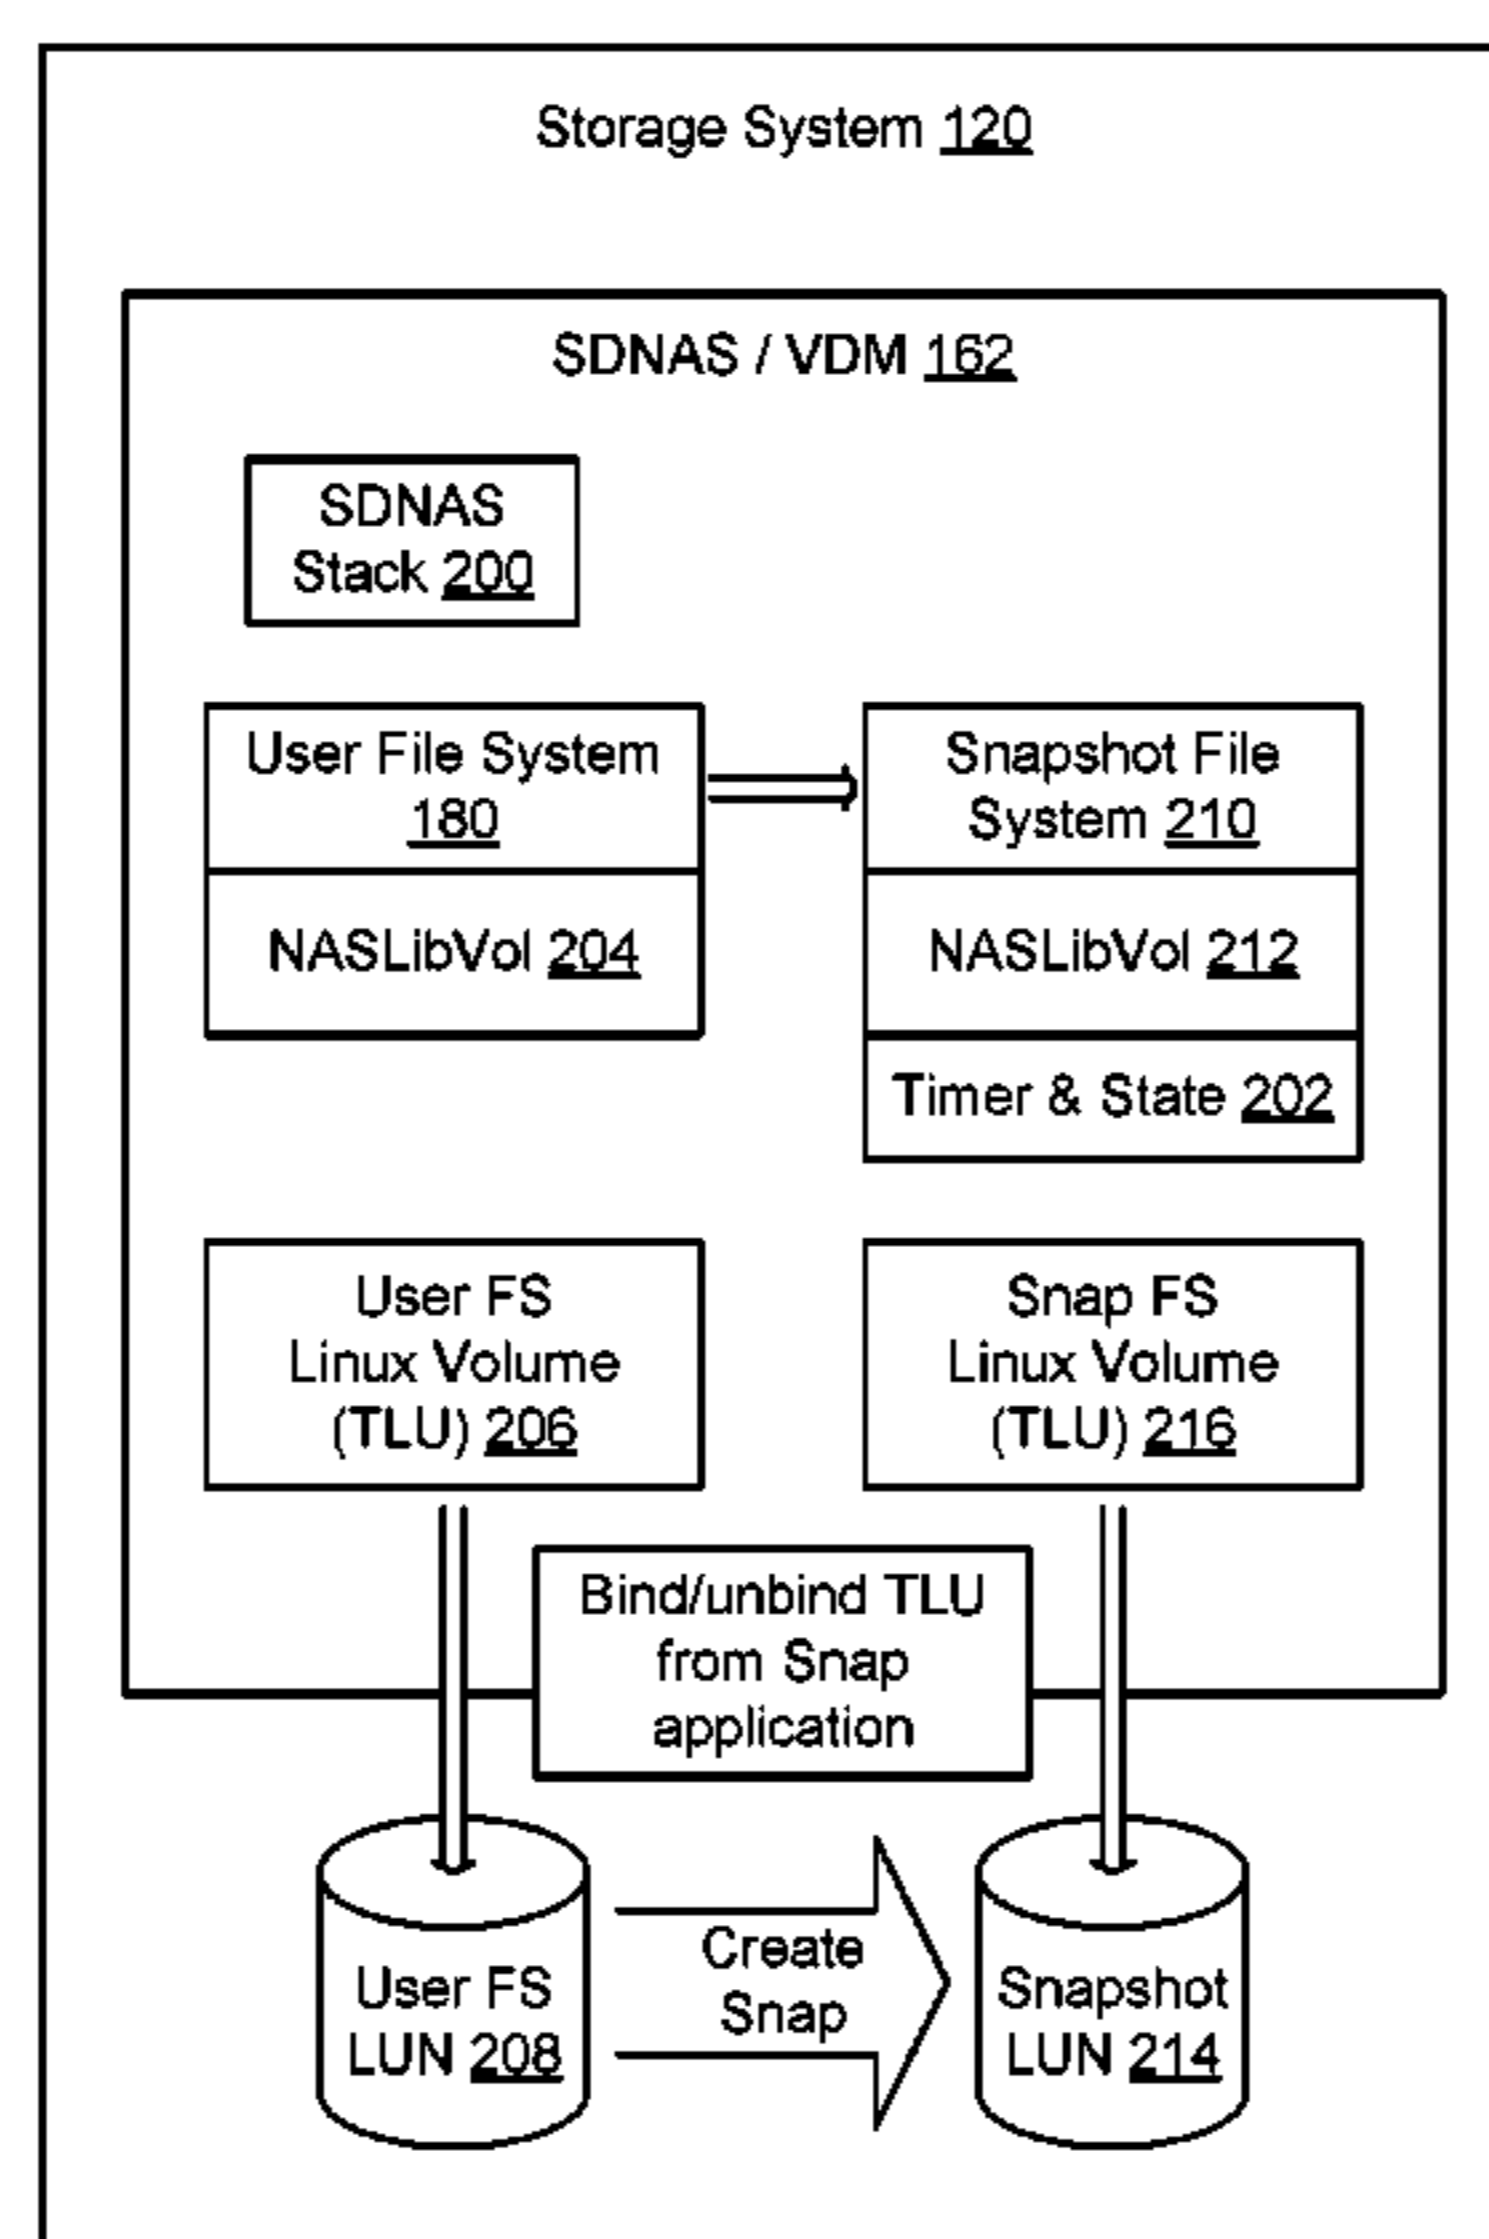 Storage System 120
SDNAS / VDM 162
SDNAS
Stack 200
User File System
180
NASLibVol 204
Snapshot File
System 210
NASLibVol 212
Timer & State 202
User FS
Linux Volume
(TLU) 206
Snap FS
Linux Volume
(TLU) 216
Bind/unbind TLU
from Snap
application
User FS
LUN 208
Create
Snap
Snapshot
LUN 214